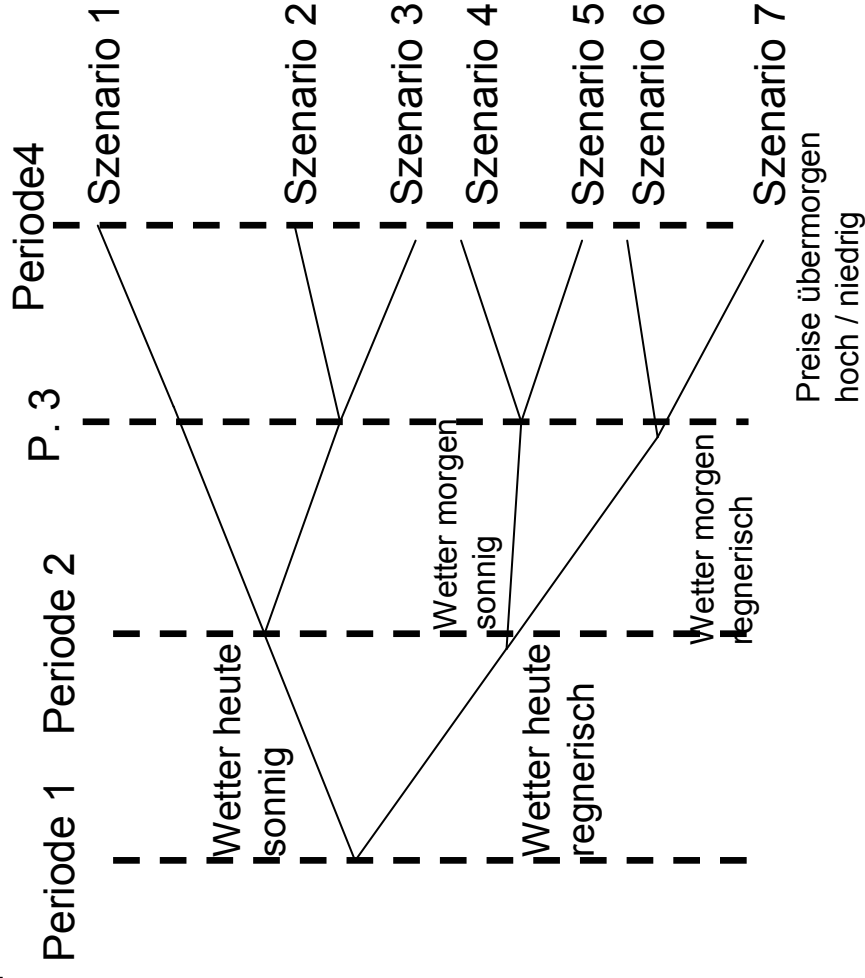 Periode 1
Periode 2
P. 3
Periode4
Szenario 1
Szenario 2
Szenario 3
Szenario 4
Szenario 5
Szenario 6
Szenario 7
Wetter heute
sonnig
Wetter heute
regnerisch
Wetter morgen
sonnig
Wetter morgen
regnerisch
Preise übermorgen
hoch / niedrig